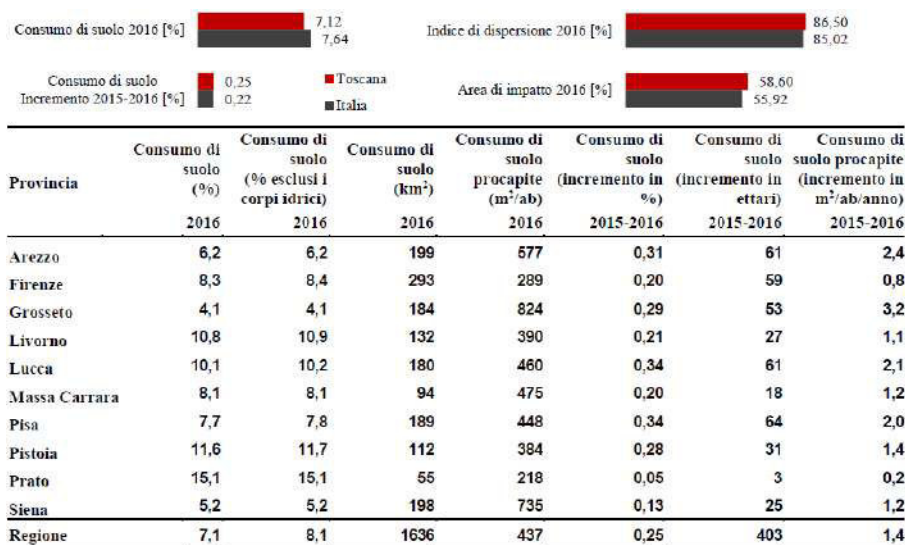 Consumo di suolo 2016 [%] 7,12
7,64
Indice di dispersione 2016 [%] 86,50
85,02
Consumo di suolo
Incremento 2015-2016 [%] 0,25
0,22
Toscana
Italia
Area di impatto 2016 [%] 58,60
55,92
Provincia
Consumo di
suolo
(%)
2016
Consumo di
suolo
(% esclusi i
corpi idrici)
2016
Consumo di
suolo
(km²)
2016
Consumo di
suolo
procapite
(m²/ab)
2016
Consumo di
suolo
(incremento in
%)
2015-2016
Consumo di
suolo
(incremento in
ettari)
2015-2016
Consumo di
suolo procapite
(incremento in
m²/ab/anno)
2015-2016
Arezzo 6,2 6,2 199 577 0,31 61 2,4
Firenze 8,3 8,4 293 289 0,20 59 0,8
Grosseto 4,1 4,1 184 824 0,29 53 3,2
Livorno 10,8 10,9 132 390 0,21 27 1,1
Lucca 10,1 10,2 180 460 0,34 61 2,1
Massa Carrara 8,1 8,1 94 475 0,20 18 1,2
Pisa 7,7 7,8 189 448 0,34 64 2,0
Pistoia 11,6 11,7 112 384 0,28 31 1,4
Prato 15,1 15,1 55 218 0,05 3 0,2
Siena 5,2 5,2 198 735 0,13 25 1,2
Regione 7,1 8,1 1636 437 0,25 403 1,4